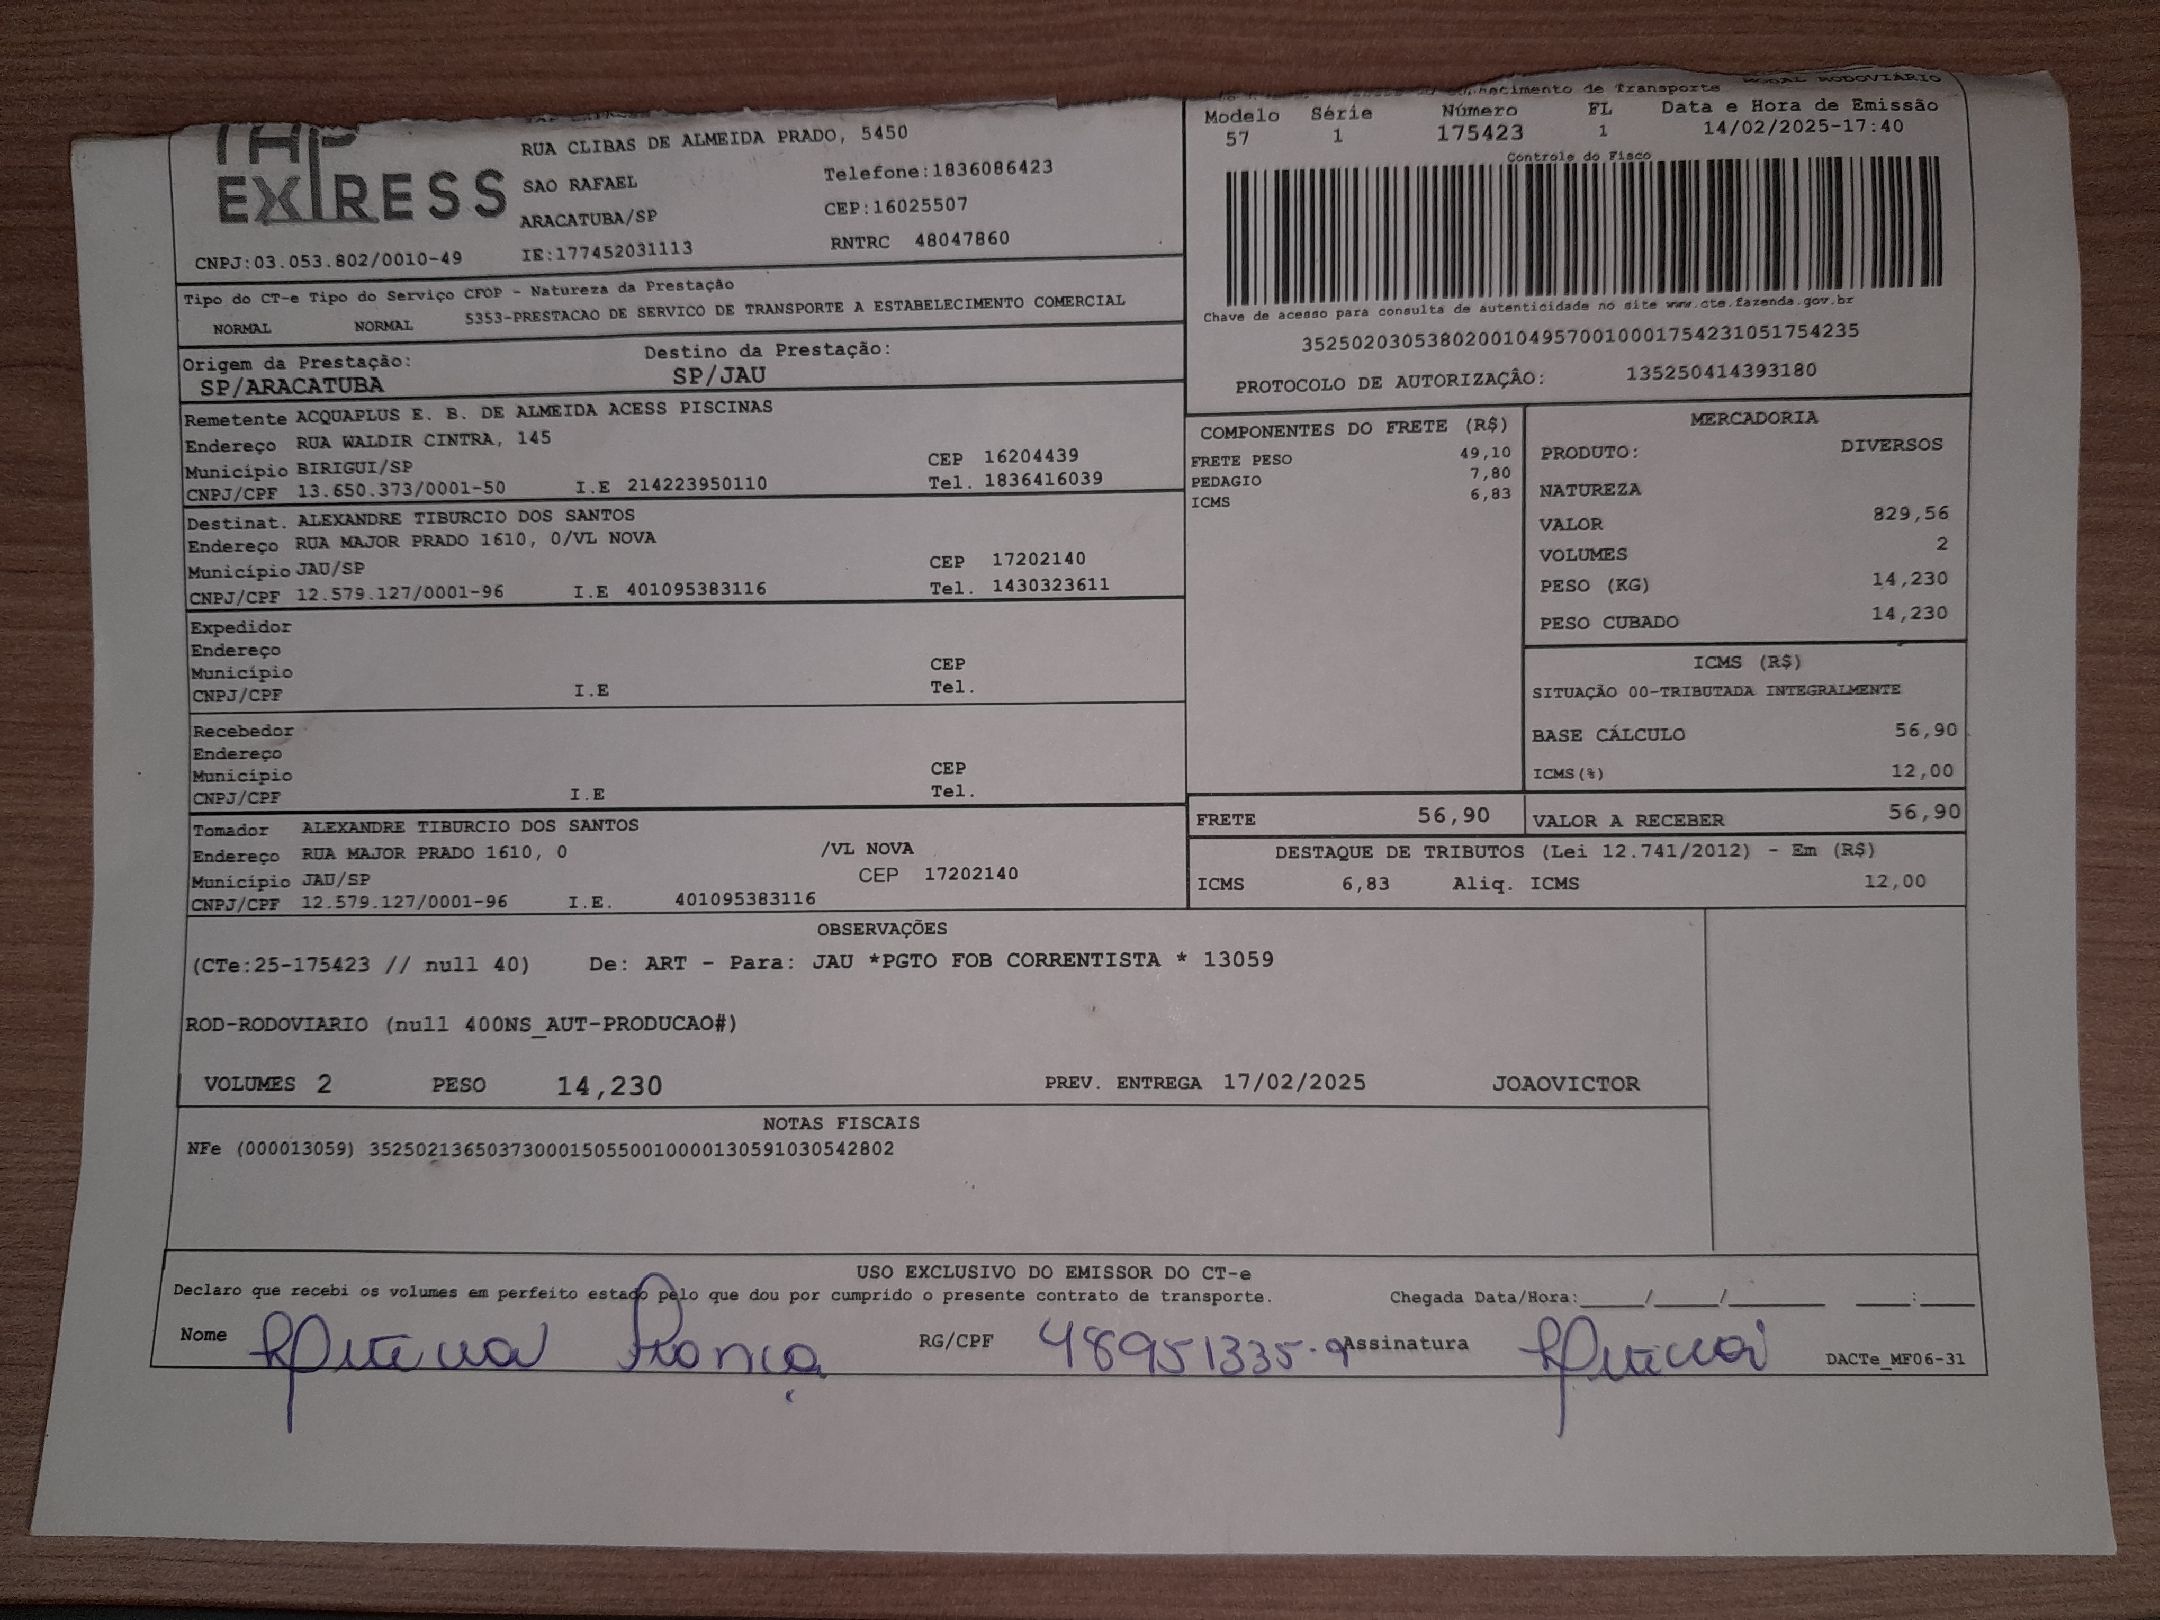 TAP
EXPRESS
RUA CLIBAS DE ALMEIDA PRADO, 5450
SAO RAFAEL Telefone:1836086423
ARACATUBA/SP CEP:16025507
CNPJ:03.053.802/0010-49 IE:177452031113 RNTRC 48047860
Conhecimento de Transporte MODAL RODOVIÁRIO
Modelo Série Número FL Data e Hora de Emissão
57 1 175423 1 14/02/2025-17:40
Controle do Fisco
Chave de acesso para consulta de autenticidade no site www.cte.fazenda.gov.br
35250203053802001049570010001754231051754235
PROTOCOLO DE AUTORIZAÇÃO: 135250414393180
Tipo do CT-e Tipo do Serviço CFOP - Natureza da Prestação
NORMAL NORMAL 5353-PRESTACAO DE SERVICO DE TRANSPORTE A ESTABELECIMENTO COMERCIAL
Origem da Prestação: Destino da Prestação:
SP/ARACATUBA SP/JAU
Remetente ACQUAPLUS E. B. DE ALMEIDA ACESS PISCINAS
Endereço RUA WALDIR CINTRA, 145
Município BIRIGUI/SP CEP 16204439
CNPJ/CPF 13.650.373/0001-50 I.E 214223950110 Tel. 1836416039
Destinat. ALEXANDRE TIBURCIO DOS SANTOS
Endereço RUA MAJOR PRADO 1610, 0/VL NOVA
Município JAU/SP CEP 17202140
CNPJ/CPF 12.579.127/0001-96 I.E 401095383116 Tel. 1430323611
Expedidor
Endereço
Município CEP
CNPJ/CPF I.E Tel.
Recebedor
Endereço
Município CEP
CNPJ/CPF I.E Tel.
Tomador ALEXANDRE TIBURCIO DOS SANTOS
Endereço RUA MAJOR PRADO 1610, 0 /VL NOVA
Município JAU/SP CEP 17202140
CNPJ/CPF 12.579.127/0001-96 I.E. 401095383116
COMPONENTES DO FRETE (R$)
FRETE PESO 49,10
PEDAGIO 7,80
ICMS 6,83
MERCADORIA
PRODUTO: DIVERSOS
NATUREZA
VALOR 829,56
VOLUMES 2
PESO (KG) 14,230
PESO CUBADO 14,230
ICMS (R$)
SITUAÇÃO 00-TRIBUTADA INTEGRALMENTE
BASE CÁLCULO 56,90
ICMS(%) 12,00
FRETE 56,90 VALOR A RECEBER 56,90
DESTAQUE DE TRIBUTOS (Lei 12.741/2012) - Em (R$)
ICMS 6,83 Aliq. ICMS 12,00
OBSERVAÇÕES
(CTe:25-175423 // null 40) De: ART - Para: JAU *PGTO FOB CORRENTISTA * 13059
ROD-RODOVIARIO (null 400NS_AUT-PRODUCAO#)
VOLUMES 2 PESO 14,230 PREV. ENTREGA 17/02/2025 JOAOVICTOR
NOTAS FISCAIS
NFe (000013059) 35250213650373000150550010000130591030542802
USO EXCLUSIVO DO EMISSOR DO CT-e
Declaro que recebi os volumes em perfeito estado pelo que dou por cumprido o presente contrato de transporte. Chegada Data/Hora:____/____/______ ___:___
Nome RG/CPF 48951335-9 Assinatura DACTe_MF06-31